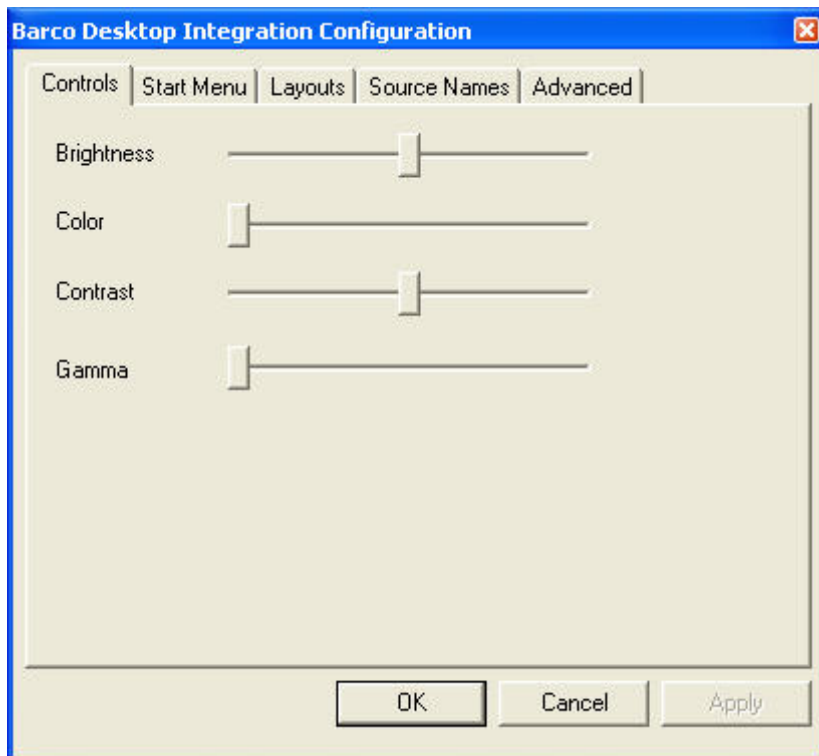 Barco Desktop Integration Configuration
Controls Start Menu Layouts Source Names Advanced
Brightness
Color
Contrast
Gamma
OK Cancel Apply